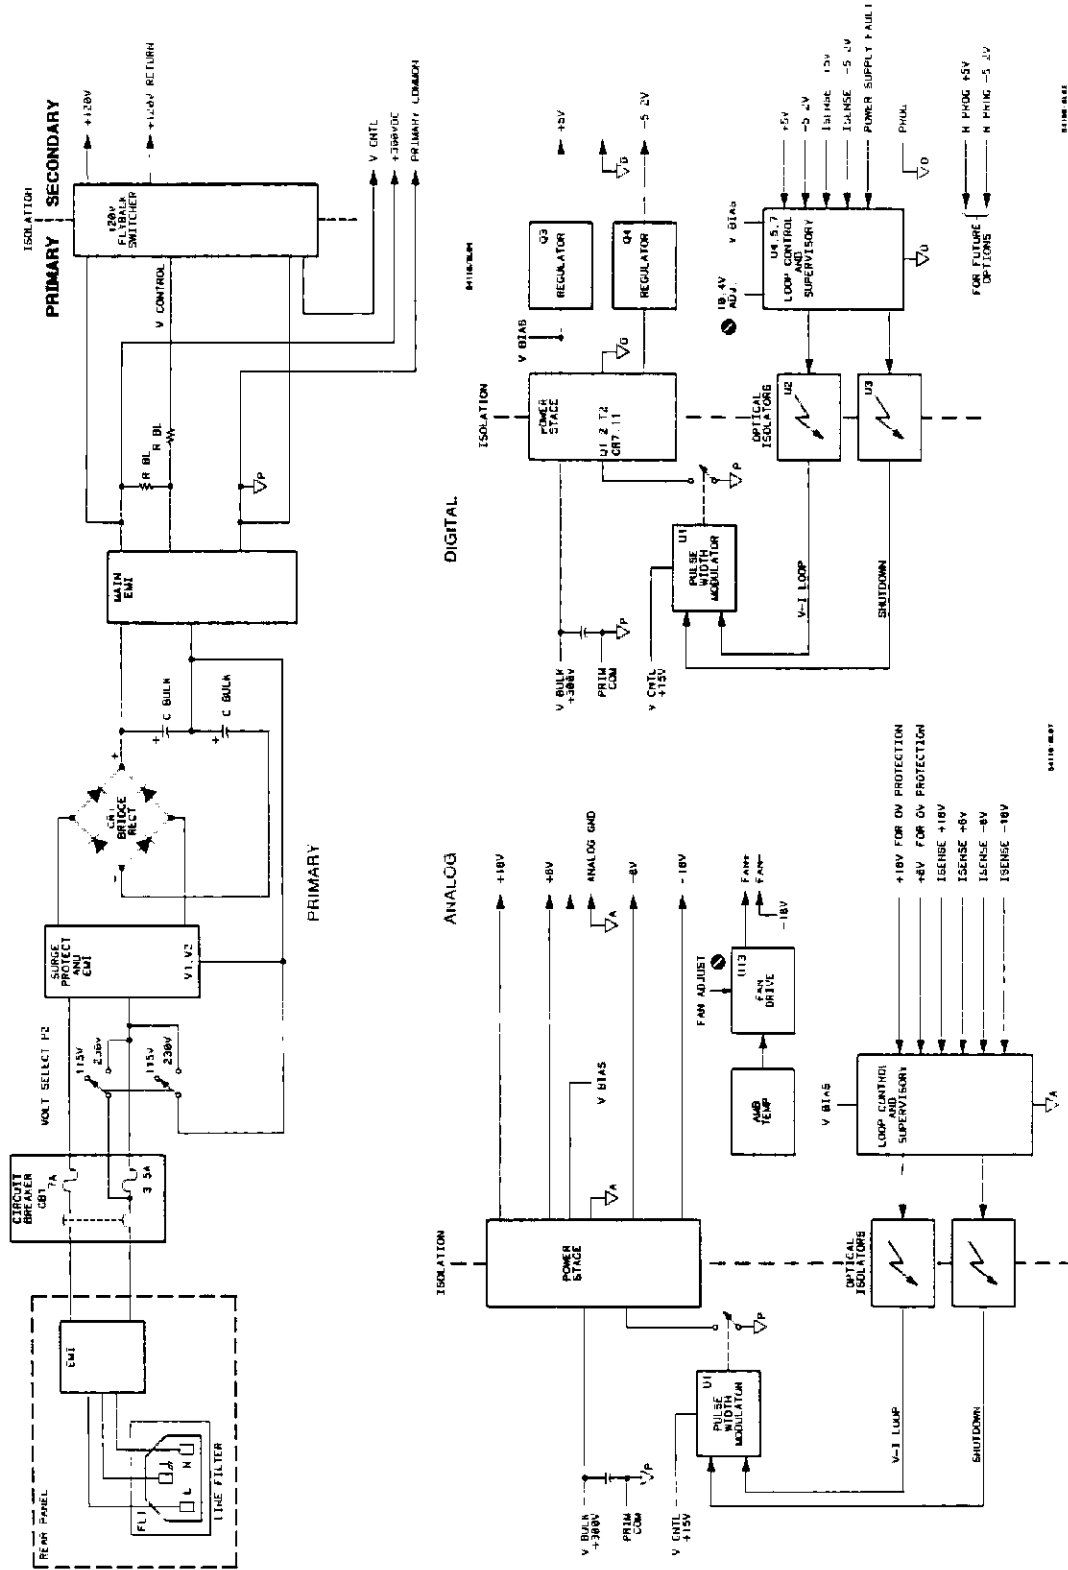 REAR PANEL
FL1
L
N
LINE FILTER
EMI
CIRCUIT
BREAKER
CB1
7A
3.5A
VOLT SELECT P2
115V
230V
115V
230V
SURGE
PROTECT
AND
EMI
V1,V2
CR1
BRIDGE
RECT
+
-
+
C BULK
+
C BULK
PRIMARY
MAIN
EMI
R BL
R BL
P
V CONTROL
ISOLATION
PRIMARY SECONDARY
120V
FLYBACK
SWITCHER
+120V
+120V RETURN
V CNTL
+300VDC
PRIMARY COMMON
ANALOG
ISOLATION
V BULK
+300V
PRIM
COM
P
V CNTL
+15V
U1
PULSE
WIDTH
MODULATOR
P
POWER
STAGE
A
V BIAS
+18V
+8V
ANALOG GND
A
-8V
-18V
AMB
TEMP
FAN ADJUST
U13
FAN
DRIVE
FAN+
FAN-
-18V
V-I LOOP
SHUTDOWN
OPTICAL
ISOLATORS
V BIAS
LOOP CONTROL
AND
SUPERVISORY
A
+18V FOR OV PROTECTION
+8V FOR OV PROTECTION
ISENSE +18V
ISENSE +8V
ISENSE -8V
ISENSE -18V
DIGITAL
ISOLATION
V BULK
+300V
PRIM
COM
P
V CNTL
+15V
U1
PULSE
WIDTH
MODULATOR
P
POWER
STAGE
Q1 2 T2
CR7.11
V BIAS
D
Q3
REGULATOR
Q4
REGULATOR
+5V
D
-5 2V
V-I LOOP
SHUTDOWN
OPTICAL
ISOLATORS
U2
U3
10.4V
ADJ.
V BIAS
U4.5.7
LOOP CONTROL
AND
SUPERVISORY
D
+5V
-5 2V
ISENSE +5V
ISENSE -5 2V
POWER SUPPLY FAULT
PROG
D
FOR FUTURE
OPTIONS
R PROG +5V
R PROG -5 2V